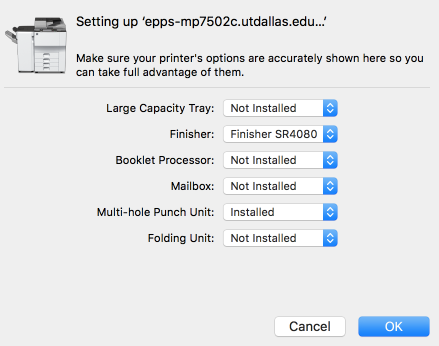 Setting up ‘epps-mp7502c.utdallas.edu...’
Make sure your printer's options are accurately shown here so you
can take full advantage of them.
Large Capacity Tray: Not Installed
Finisher: Finisher SR4080
Booklet Processor: Not Installed
Mailbox: Not Installed
Multi-hole Punch Unit: Installed
Folding Unit: Not Installed
Cancel OK